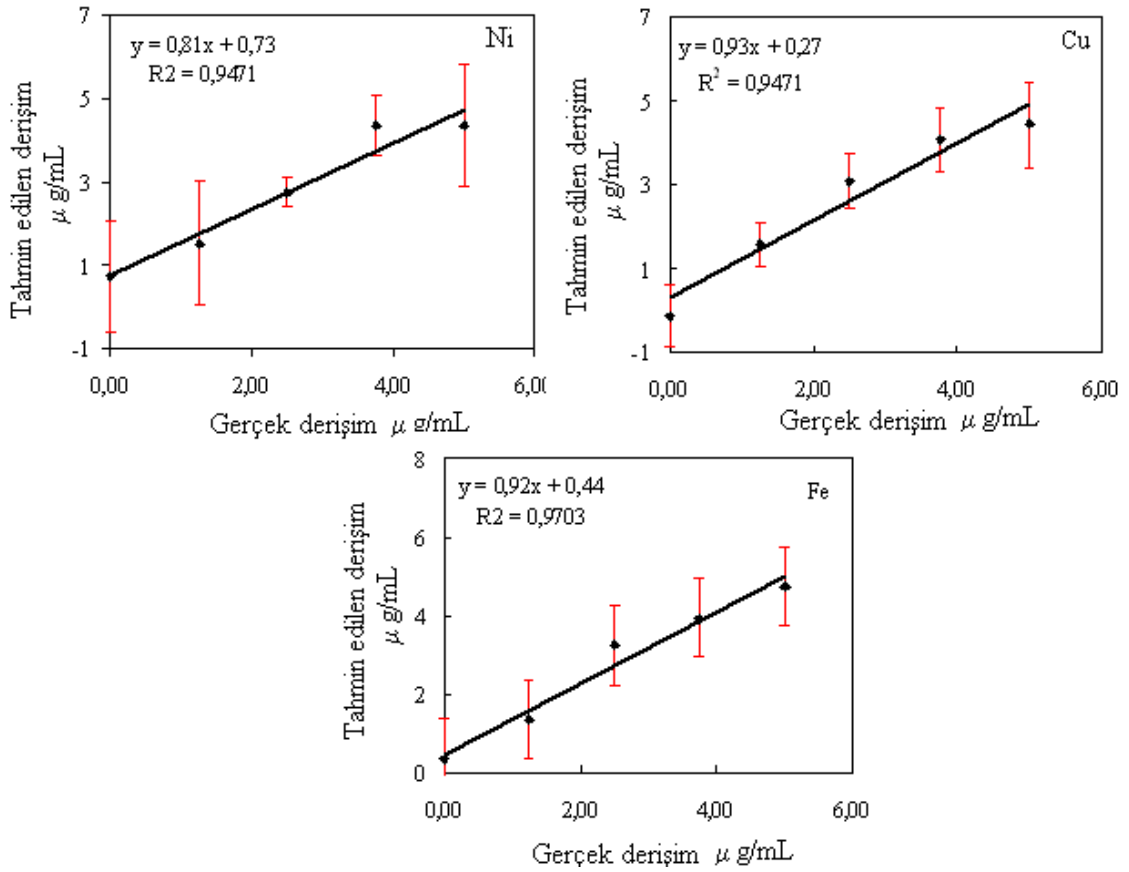 Ni
y = 0,81x + 0,73
R2 = 0,9471
Tahmin edilen derişim
μ g/mL
7
5
3
1
-1
0,00 2,00 4,00 6,0
Gerçek derişim μ g/mL
Cu
y = 0,93x + 0,27
R² = 0,9471
Tahmin edilen derişim
μ g/mL
7
5
3
1
-1
0,00 2,00 4,00 6,00
Gerçek derişim μ g/mL
Fe
y = 0,92x + 0,44
R2 = 0,9703
Tahmin edilen derişim
μ g/mL
8
6
4
2
0
0,00 2,00 4,00 6,00
Gerçek derişim μ g/mL